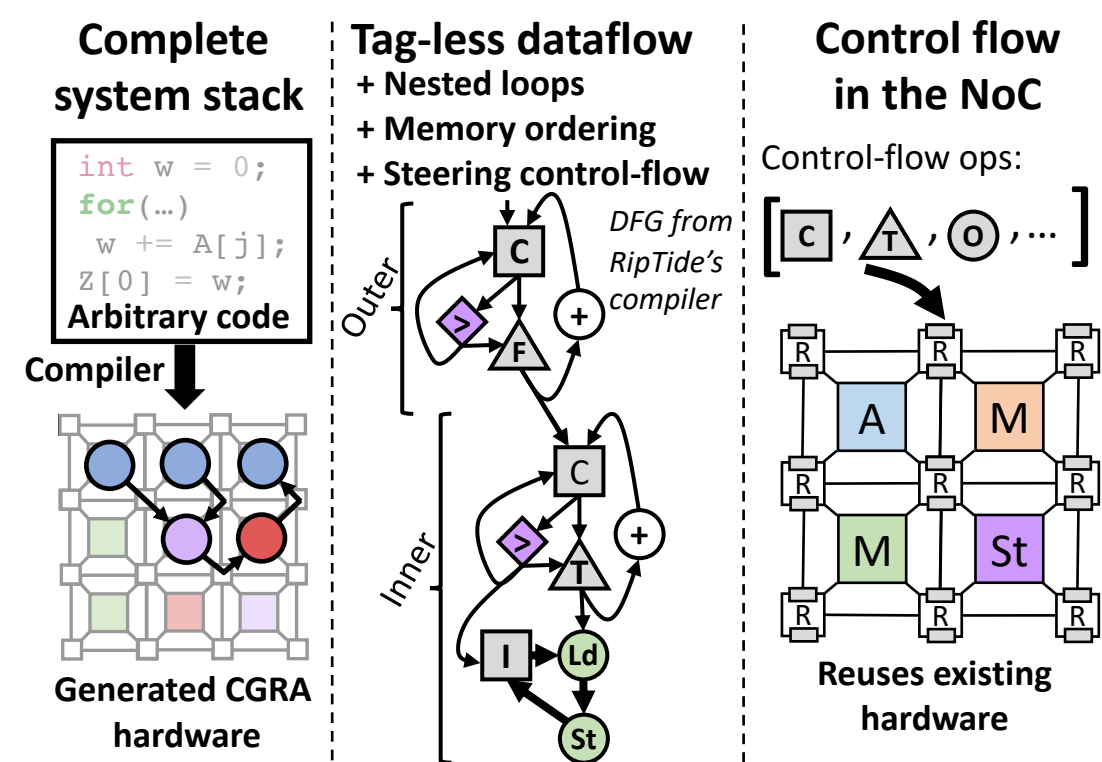 Complete
system stack
int w = 0;
for(…)
w += A[j];
Z[0] = w;
Arbitrary code
Compiler
Generated CGRA
hardware
Tag-less dataflow
+ Nested loops
+ Memory ordering
+ Steering control-flow
DFG from
RipTide's
compiler
Outer
C
>
F
+
Inner
C
>
T
+
I
Ld
St
Control flow
in the NoC
Control-flow ops:
[ C , T , O , … ]
R R R
A M
R R R
M St
R R R
Reuses existing
hardware